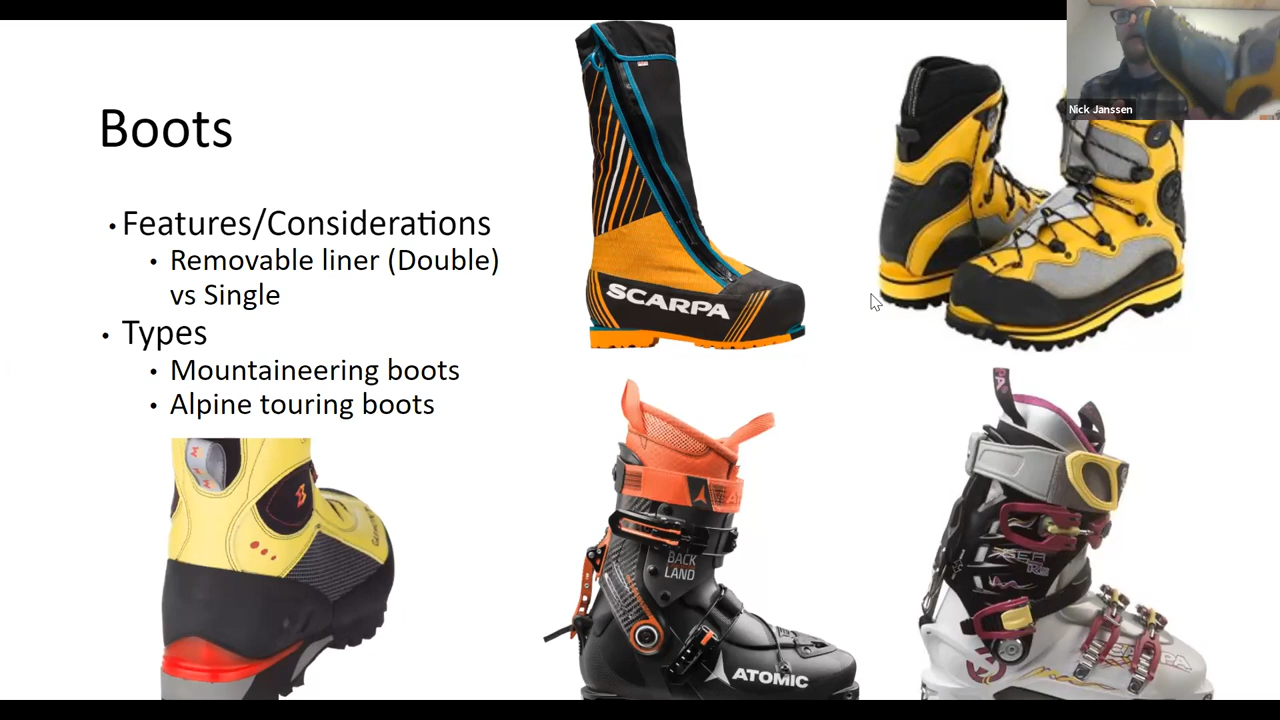 Nick Janssen
Boots
• Features/Considerations
• Removable liner (Double)
vs Single
• Types
• Mountaineering boots
• Alpine touring boots
SCARPA
BACK
LAND
ATOMIC